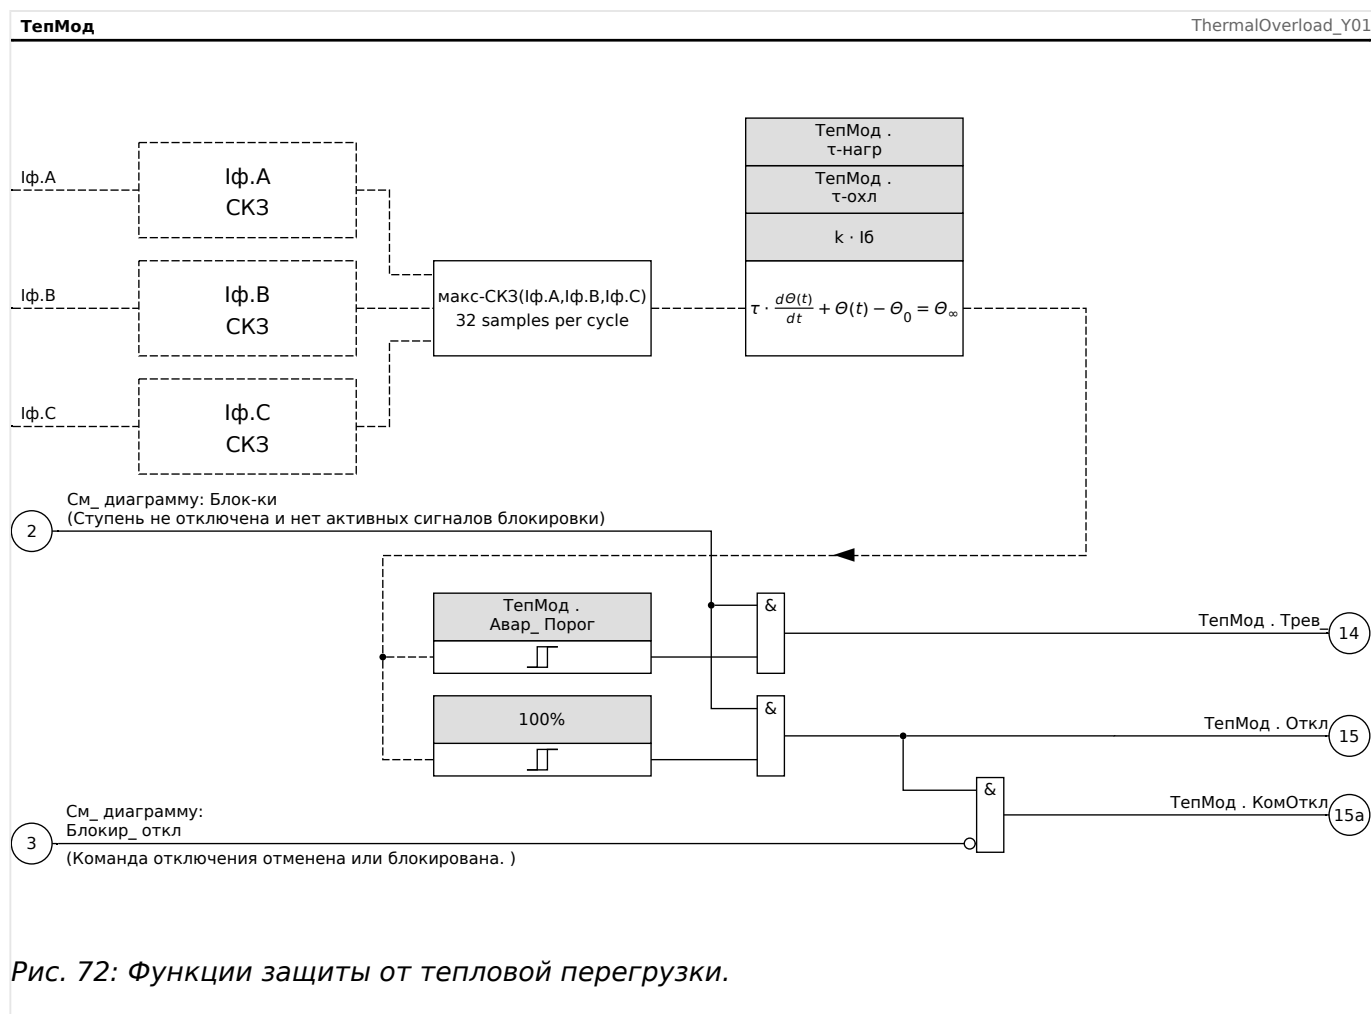 ТепМод
ThermalOverload_Y01
ТепМод .
τ-нагр
ТепМод .
τ-охл
k · Iб
Iф.A
Iф.A
СКЗ
Iф.B
Iф.B
СКЗ
макс-СКЗ(Iф.A,Iф.B,Iф.C)
32 samples per cycle
τ · dΘ(t)/dt + Θ(t) − Θ₀ = Θ∞
Iф.C
Iф.C
СКЗ
2
См_ диаграмму: Блок-ки
(Ступень не отключена и нет активных сигналов блокировки)
ТепМод .
Авар_ Порог
&
ТепМод . Трев_
14
100%
&
ТепМод . Откл
15
&
ТепМод . КомОткл
15a
3
См_ диаграмму:
Блокир_ откл
(Команда отключения отменена или блокирована. )
Рис. 72: Функции защиты от тепловой перегрузки.